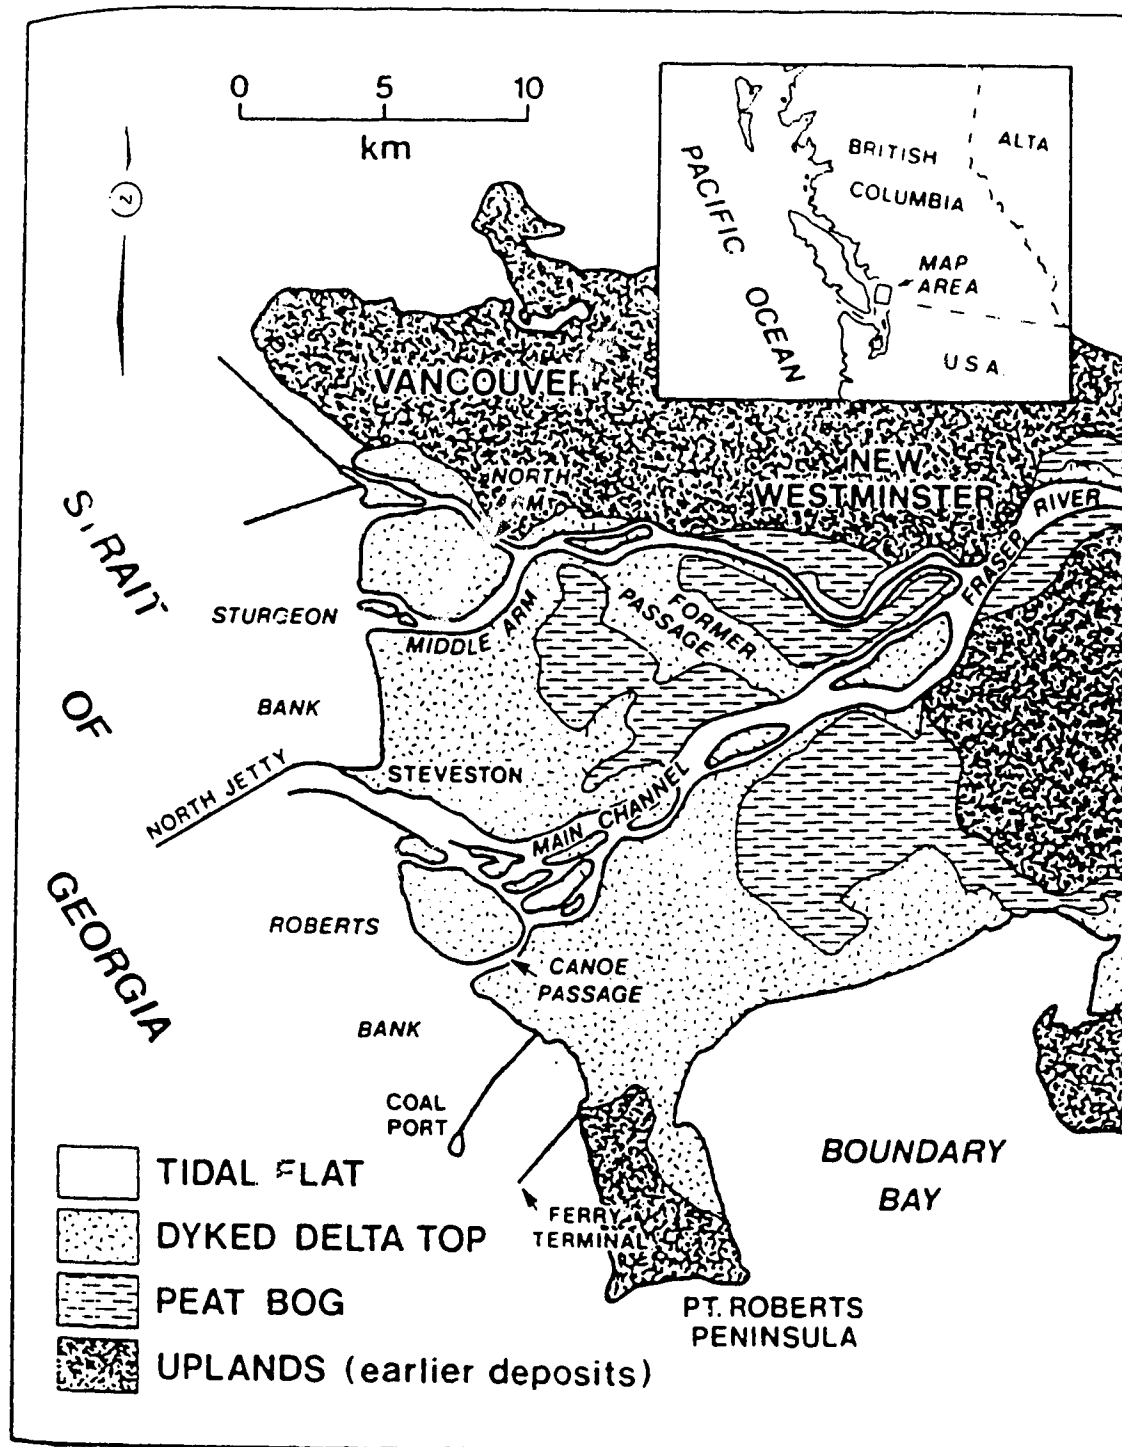 0 5 10
km
PACIFIC OCEAN
BRITISH
COLUMBIA
ALTA
MAP
AREA
U.S.A.
VANCOUVER
NORTH
NEW
WESTMINSTER
FRASER RIVER
STRAIT OF GEORGIA
STURGEON
BANK
MIDDLE ARM
FORMER
PASSAGE
NORTH JETTY
STEVESTON
MAIN CHANNEL
ROBERTS
BANK
CANOE
PASSAGE
COAL
PORT
FERRY
TERMINAL
BOUNDARY
BAY
PT. ROBERTS
PENINSULA
TIDAL FLAT
DYKED DELTA TOP
PEAT BOG
UPLANDS (earlier deposits)